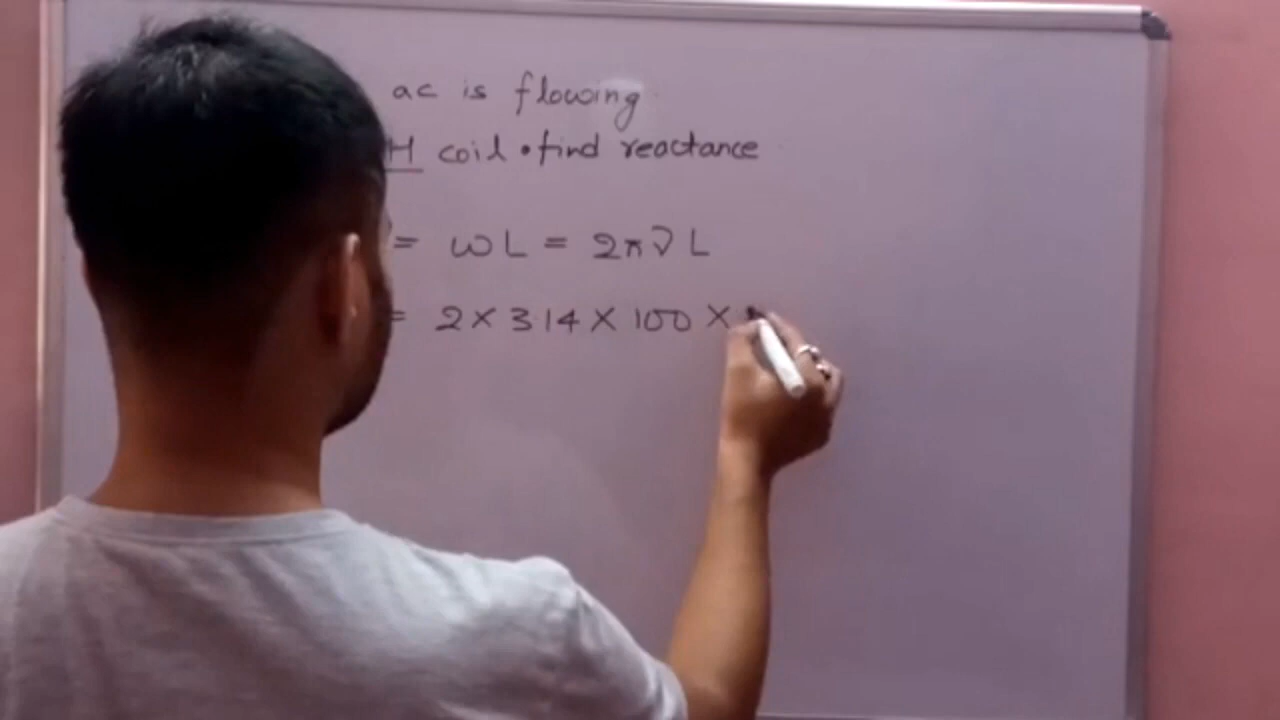 ac is flowing
H coil • find reactance
= ωL = 2πνL
= 2 × 3.14 × 100 ×